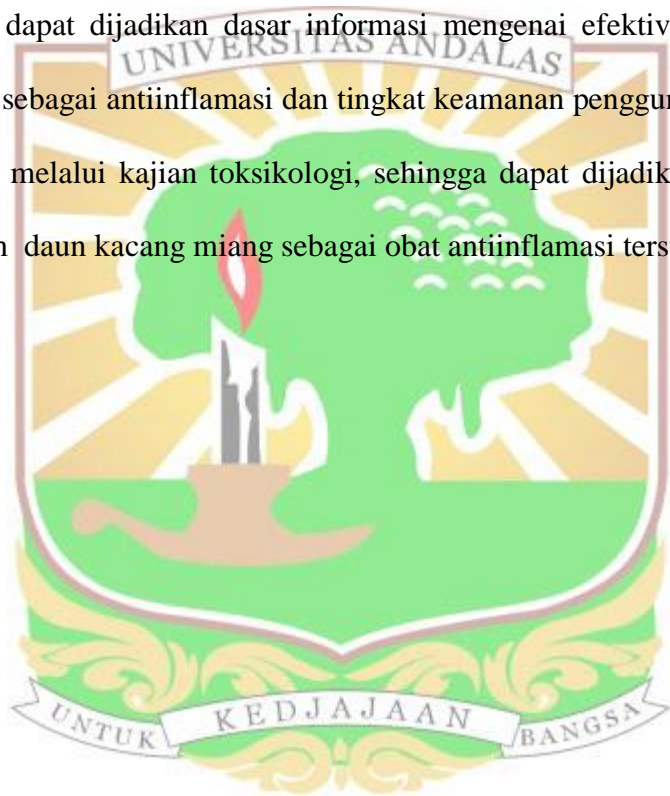 dapat dijadikan dasar informasi mengenai efektiv
UNIVERSITAS ANDALAS
sebagai antiinflamasi dan tingkat keamanan penggu
melalui kajian toksikologi, sehingga dapat dijadik
daun kacang miang sebagai obat antiinflamasi ters
UNTUK KEDJAJAAN BANGSA